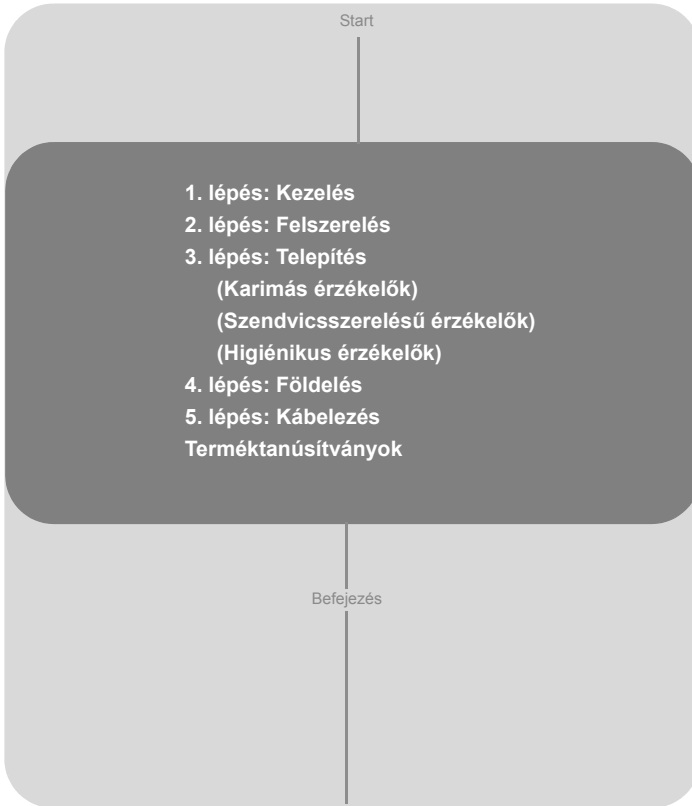 Start
1. lépés: Kezelés
2. lépés: Felszerelés
3. lépés: Telepítés
(Karimás érzékelők)
(Szendvicsszerelésű érzékelők)
(Higiénikus érzékelők)
4. lépés: Földelés
5. lépés: Kábelezés
Terméktanúsítványok
Befejezés